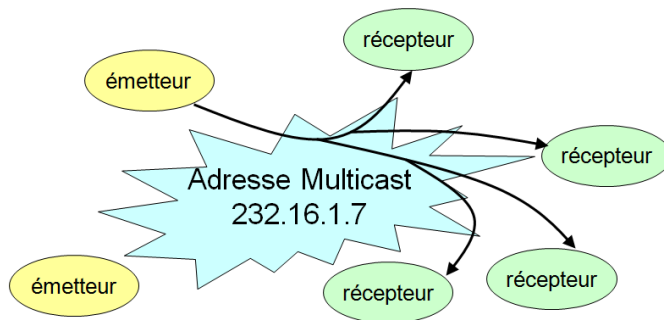 récepteur
émetteur
récepteur
Adresse Multicast
232.16.1.7
récepteur
émetteur
récepteur